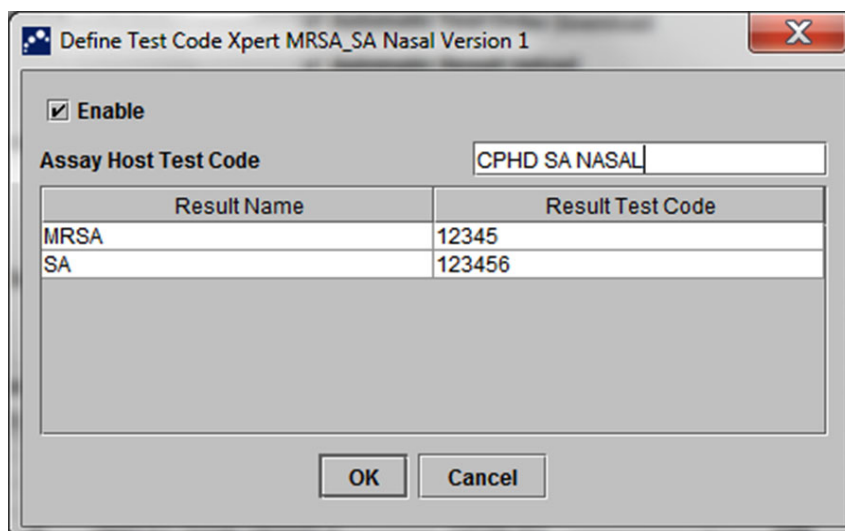 Define Test Code Xpert MRSA_SA Nasal Version 1
Enable
Assay Host Test Code CPHD SA NASAL
Result Name Result Test Code
MRSA 12345
SA 123456
OK Cancel